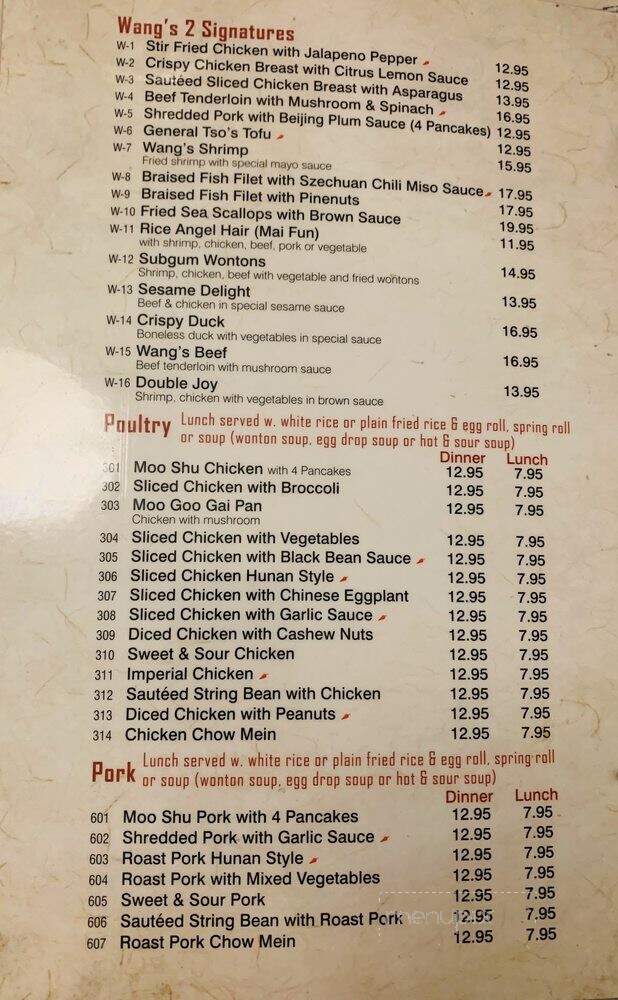 Wang's 2 Signatures
W-1 Stir Fried Chicken with Jalapeno Pepper 12.95
W-2 Crispy Chicken Breast with Citrus Lemon Sauce 12.95
W-3 Sautéed Sliced Chicken Breast with Asparagus 13.95
W-4 Beef Tenderloin with Mushroom & Spinach 16.95
W-5 Shredded Pork with Beijing Plum Sauce (4 Pancakes) 12.95
W-6 General Tso's Tofu 12.95
W-7 Wang's Shrimp 15.95
Fried shrimp with special mayo sauce
W-8 Braised Fish Filet with Szechuan Chili Miso Sauce 17.95
W-9 Braised Fish Filet with Pinenuts 17.95
W-10 Fried Sea Scallops with Brown Sauce 19.95
W-11 Rice Angel Hair (Mai Fun) 11.95
with shrimp, chicken, beef, pork or vegetable
W-12 Subgum Wontons 14.95
Shrimp, chicken, beef with vegetable and fried wontons
W-13 Sesame Delight 13.95
Beef & chicken in special sesame sauce
W-14 Crispy Duck 16.95
Boneless duck with vegetables in special sauce
W-15 Wang's Beef 16.95
Beef tenderloin with mushroom sauce
W-16 Double Joy 13.95
Shrimp, chicken with vegetables in brown sauce
Poultry Lunch served w. white rice or plain fried rice & egg roll, spring roll
or soup (wonton soup, egg drop soup or hot & sour soup)
Dinner Lunch
301 Moo Shu Chicken with 4 Pancakes 12.95 7.95
302 Sliced Chicken with Broccoli 12.95 7.95
303 Moo Goo Gai Pan 12.95 7.95
Chicken with mushroom
304 Sliced Chicken with Vegetables 12.95 7.95
305 Sliced Chicken with Black Bean Sauce 12.95 7.95
306 Sliced Chicken Hunan Style 12.95 7.95
307 Sliced Chicken with Chinese Eggplant 12.95 7.95
308 Sliced Chicken with Garlic Sauce 12.95 7.95
309 Diced Chicken with Cashew Nuts 12.95 7.95
310 Sweet & Sour Chicken 12.95 7.95
311 Imperial Chicken 12.95 7.95
312 Sautéed String Bean with Chicken 12.95 7.95
313 Diced Chicken with Peanuts 12.95 7.95
314 Chicken Chow Mein 12.95 7.95
Pork Lunch served w. white rice or plain fried rice & egg roll, spring roll
or soup (wonton soup, egg drop soup or hot & sour soup)
Dinner Lunch
601 Moo Shu Pork with 4 Pancakes 12.95 7.95
602 Shredded Pork with Garlic Sauce 12.95 7.95
603 Roast Pork Hunan Style 12.95 7.95
604 Roast Pork with Mixed Vegetables 12.95 7.95
605 Sweet & Sour Pork 12.95 7.95
606 Sautéed String Bean with Roast Pork 12.95 7.95
607 Roast Pork Chow Mein 12.95 7.95